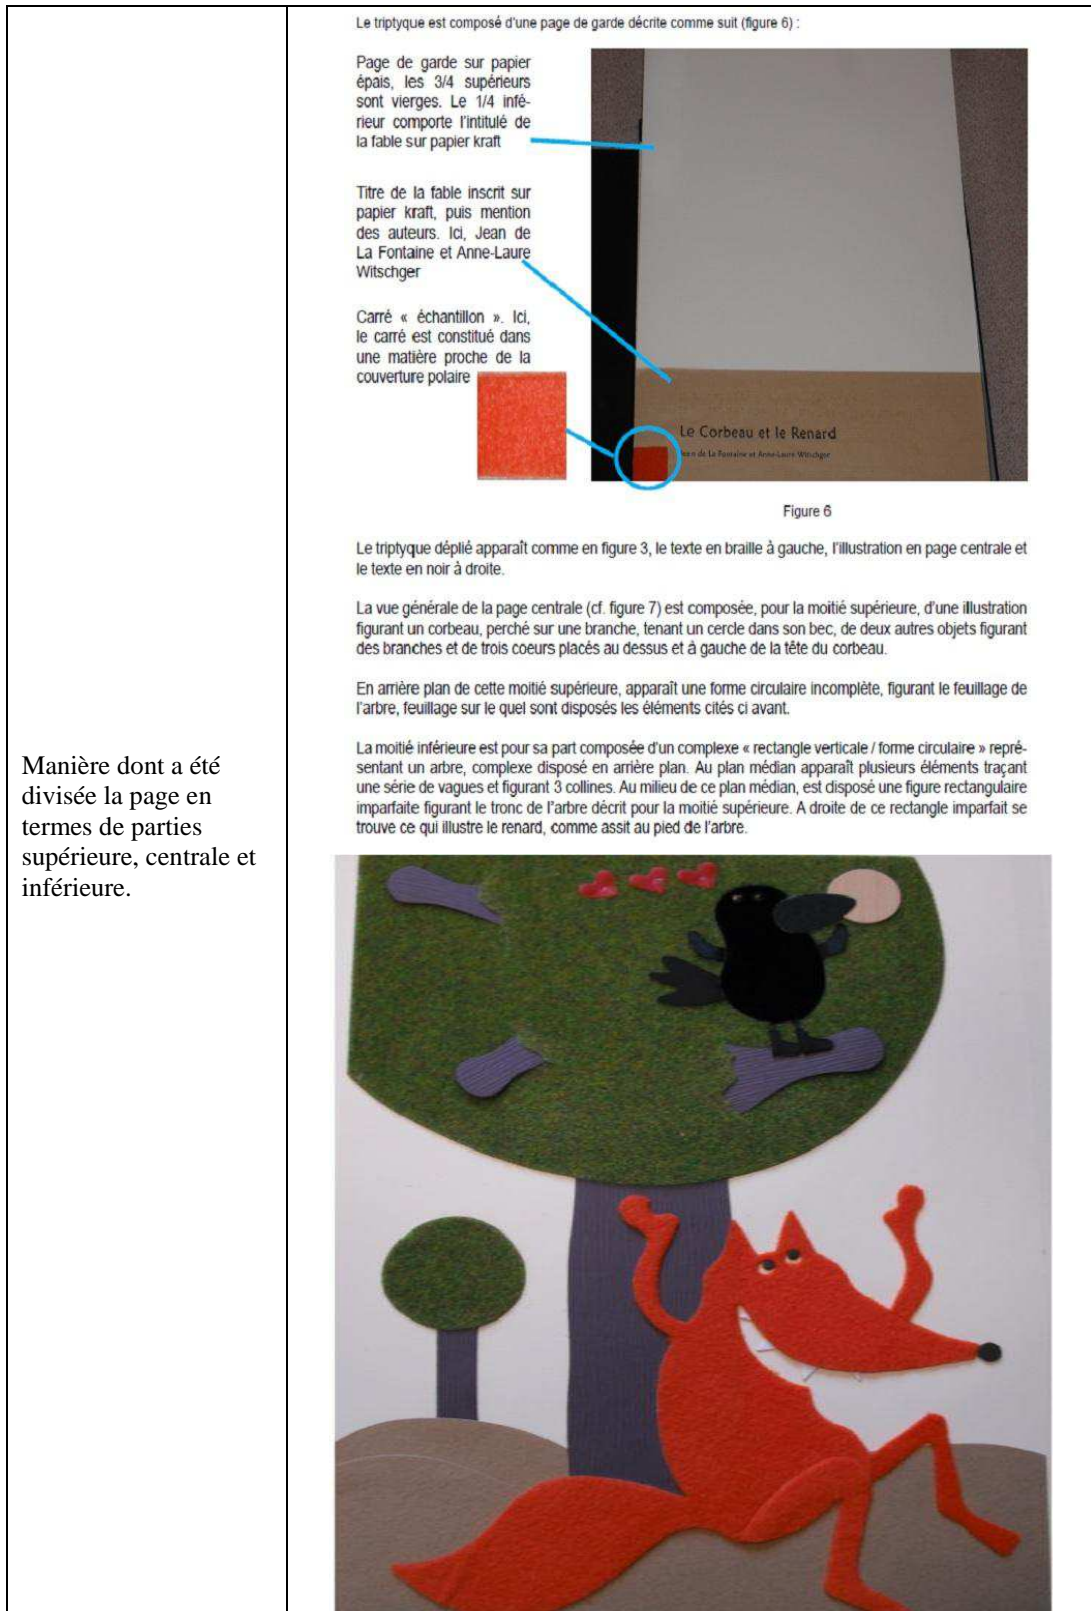 Le triptyque est composé d'une page de garde décrite comme suit (figure 6) :
Page de garde sur papier
épais, les 3/4 supérieurs
sont vierges. Le 1/4 infé-
rieur comporte l'intitulé de
la fable sur papier kraft
Titre de la fable inscrit sur
papier kraft, puis mention
des auteurs. Ici, Jean de
La Fontaine et Anne-Laure
Witschger
Carré « échantillon ». Ici,
le carré est constitué dans
une matière proche de la
couverture polaire
Le Corbeau et le Renard
Jean de La Fontaine et Anne-Laure Witschger
Figure 6
Le triptyque déplié apparaît comme en figure 3, le texte en braille à gauche, l'illustration en page centrale et
le texte en noir à droite.
La vue générale de la page centrale (cf. figure 7) est composée, pour la moitié supérieure, d'une illustration
figurant un corbeau, perché sur une branche, tenant un cercle dans son bec, de deux autres objets figurant
des branches et de trois coeurs placés au dessus et à gauche de la tête du corbeau.
En arrière plan de cette moitié supérieure, apparaît une forme circulaire incomplète, figurant le feuillage de
l'arbre, feuillage sur le quel sont disposés les éléments cités ci avant.
La moitié inférieure est pour sa part composée d'un complexe « rectangle verticale / forme circulaire » repré-
sentant un arbre, complexe disposé en arrière plan. Au plan médian apparaît plusieurs éléments traçant
une série de vagues et figurant 3 collines. Au milieu de ce plan médian, est disposé une figure rectangulaire
imparfaite figurant le tronc de l'arbre décrit pour la moitié supérieure. A droite de ce rectangle imparfait se
trouve ce qui illustre le renard, comme assit au pied de l'arbre.
Manière dont a été
divisée la page en
termes de parties
supérieure, centrale et
inférieure.